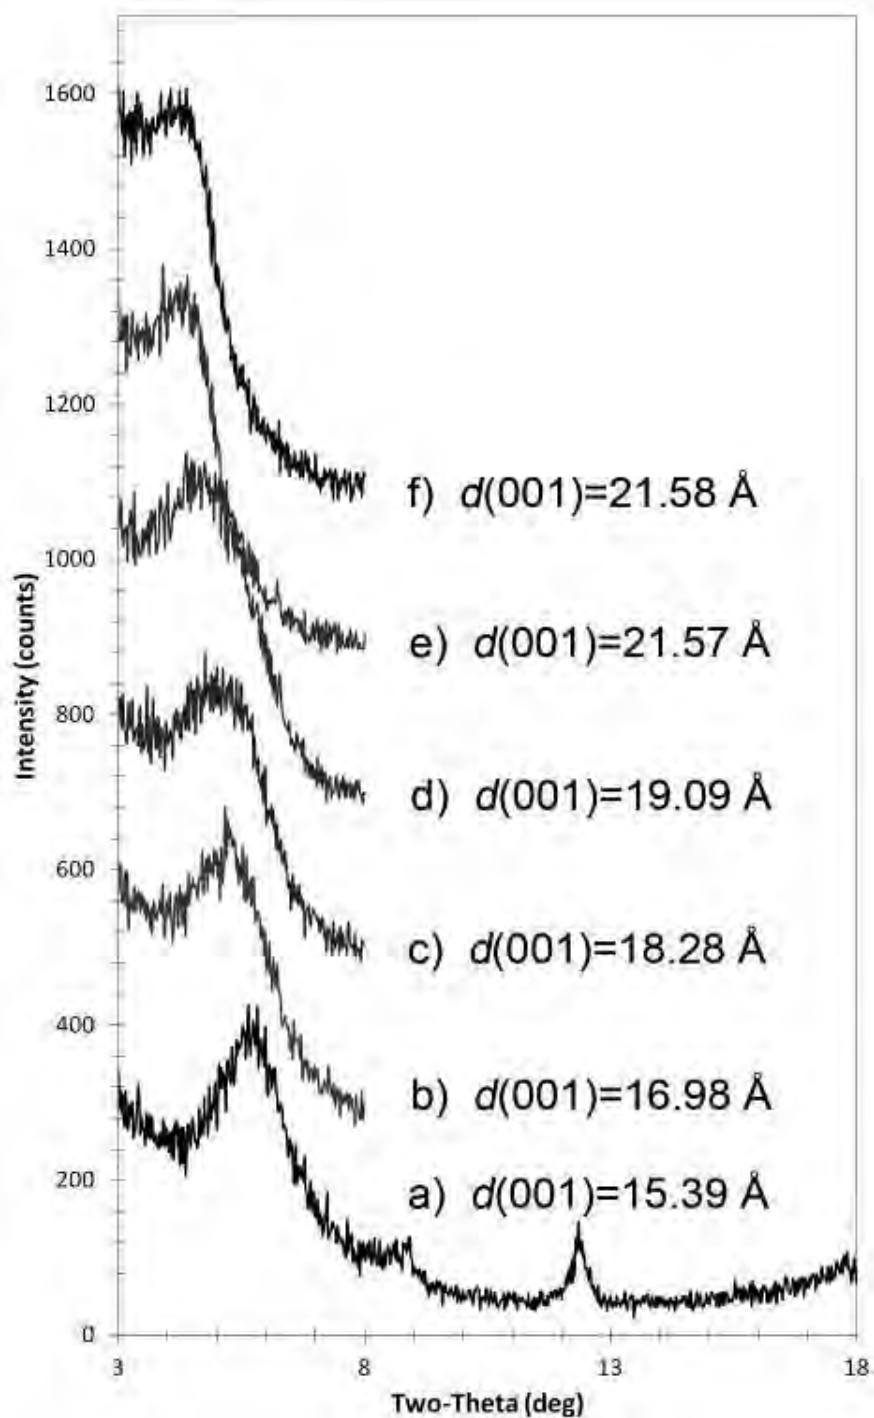 1600
1400
1200
f) d(001)=21.58 Å
1000
e) d(001)=21.57 Å
800
d) d(001)=19.09 Å
600
c) d(001)=18.28 Å
400
b) d(001)=16.98 Å
200
a) d(001)=15.39 Å
0
3 8 13 18
Intensity (counts)
Two-Theta (deg)